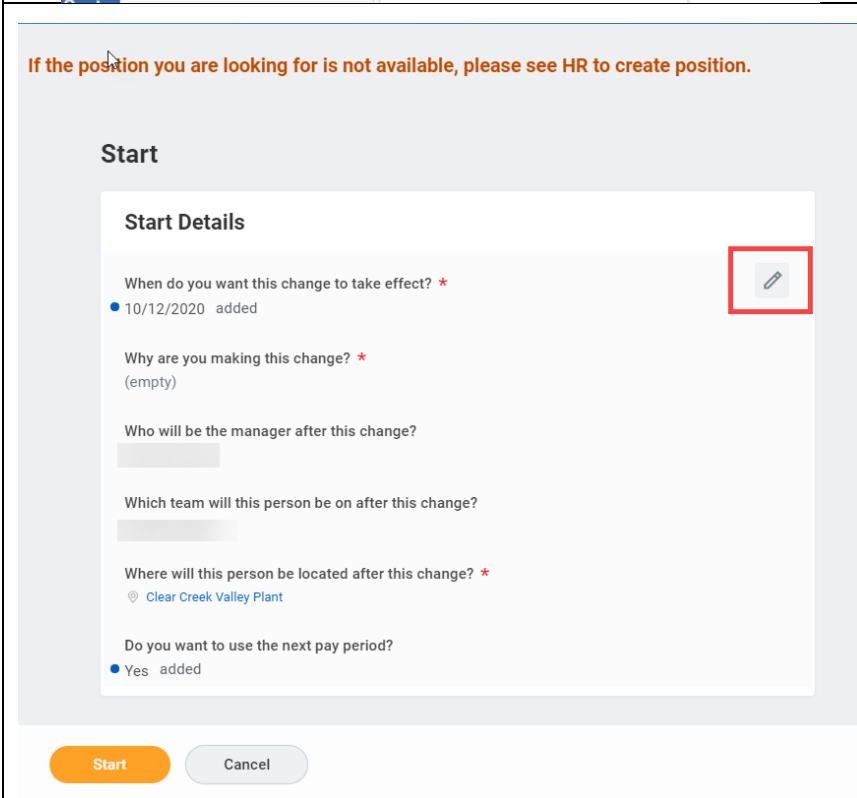 If the position you are looking for is not available, please see HR to create position.
Start
Start Details
When do you want this change to take effect? *
10/12/2020 added
Why are you making this change? *
(empty)
Who will be the manager after this change?
Which team will this person be on after this change?
Where will this person be located after this change? *
Clear Creek Valley Plant
Do you want to use the next pay period?
Yes added
Start Cancel